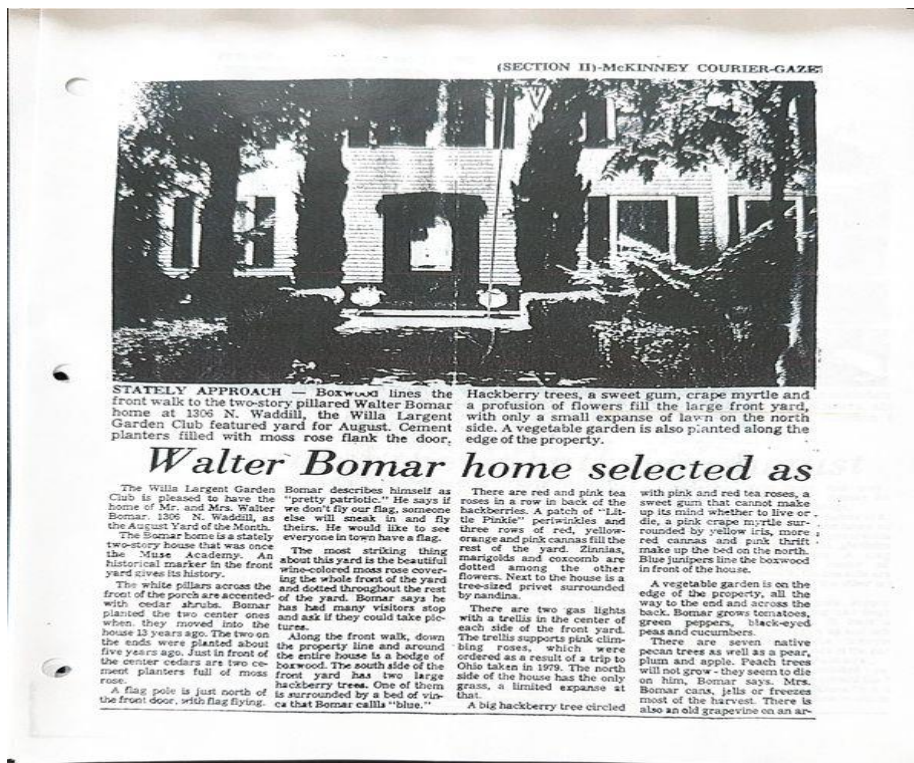 (SECTION II)-McKINNEY COURIER-GAZE
STATELY APPROACH — Boxwood lines the
front walk to the two-story pillared Walter Bomar
home at 1306 N. Waddill, the Willa Largent
Garden Club featured yard for August. Cement
planters filled with moss rose flank the door.
Hackberry trees, a sweet gum, crape myrtle and
a profusion of flowers fill the large front yard,
with only a small expanse of lawn on the north
side. A vegetable garden is also planted along the
edge of the property.
Walter Bomar home selected as
The Willa Largent Garden
Club is pleased to have the
home of Mr. and Mrs. Walter
Bomar, 1306 N. Waddill, as
the August Yard of the Month.
The Bomar home is a stately
two-story house that was once
the Muse Academy. An
historical marker in the front
yard gives its history.
The white pillars across the
front of the porch are accented
with cedar shrubs. Bomar
planted the two center ones
when they moved into the
house 13 years ago. The two on
the ends were planted about
five years ago. Just in front of
the center cedars are two ce-
ment planters full of moss
rose.
A flag pole is just north of
the front door, with flag flying.
Bomar describes himself as
"pretty patriotic." He says if
we don't fly our flag, someone
else will sneak in and fly
theirs. He would like to see
everyone in town have a flag.
The most striking thing
about this yard is the beautiful
wine-colored moss rose cover-
ing the whole front of the yard
and dotted throughout the rest
of the yard. Bomar says he
has had many visitors stop
and ask if they could take pic-
tures.
Along the front walk, down
the property line and around
the entire house is a hedge of
boxwood. The south side of the
front yard has two large
hackberry trees. One of them
is surrounded by a bed of vin-
ca that Bomar callls "blue."
There are red and pink tea
roses in a row in back of the
hackberries. A patch of "Lit-
tle Pinkie" periwinkles and
three rows of red, yellow-
orange and pink cannas fill the
rest of the yard. Zinnias,
marigolds and coxcomb are
dotted among the other
flowers. Next to the house is a
tree-sized privet surrounded
by nandina.
There are two gas lights
with a trellis in the center of
each side of the front yard.
The trellis supports pink clim-
bing roses, which were
ordered as a result of a trip to
Ohio taken in 1979. The north
side of the house has the only
grass, a limited expanse at
that.
A big hackberry tree circled
with pink and red tea roses, a
sweet gum that cannot make
up its mind whether to live or
die, a pink crape myrtle sur-
rounded by yellow iris, more
red cannas and pink thrift
make up the bed on the north.
Blue junipers line the boxwood
in front of the house.
A vegetable garden is on the
edge of the property, all the
way to the end and across the
back. Bomar grows tomatoes,
green peppers, black-eyed
peas and cucumbers.
There are seven native
pecan trees as well as a pear,
plum and apple. Peach trees
will not grow - they seem to die
on him, Bomar says. Mrs.
Bomar cans, jells or freezes
most of the harvest. There is
also an old grapevine on an ar-